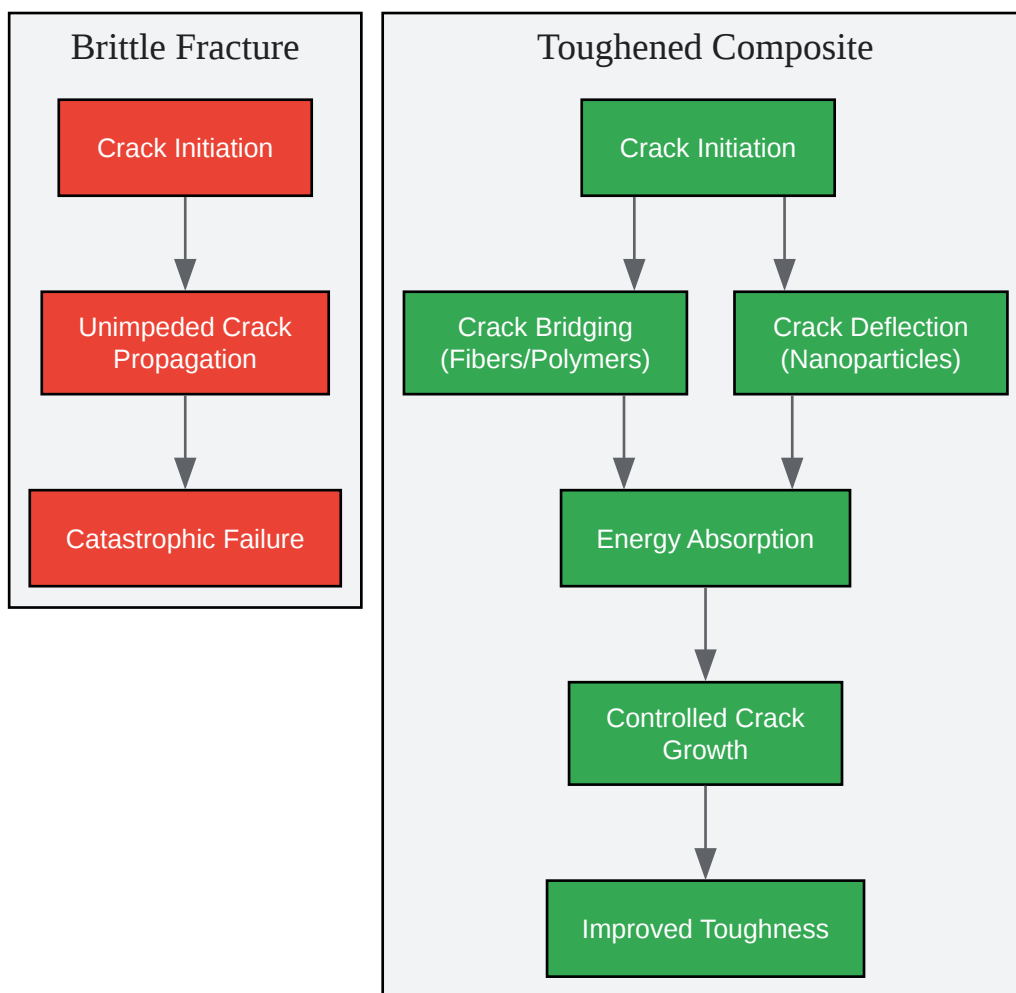 Brittle Fracture
Crack Initiation
Unimpeded Crack
Propagation
Catastrophic Failure
Toughened Composite
Crack Initiation
Crack Bridging
(Fibers/Polymers)
Crack Deflection
(Nanoparticles)
Energy Absorption
Controlled Crack
Growth
Improved Toughness